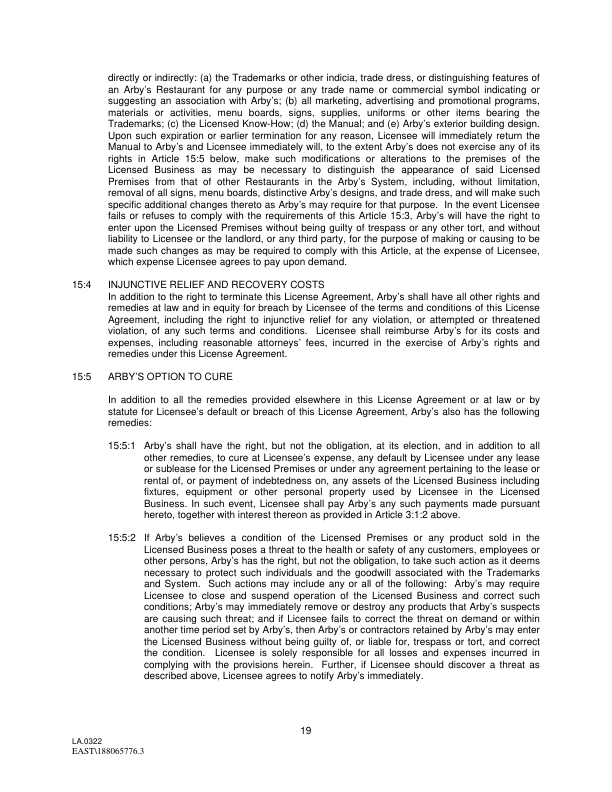 directly or indirectly: (a) the Trademarks or other indicia, trade dress, or distinguishing features of
an Arby's Restaurant for any purpose or any trade name or commercial symbol indicating or
suggesting an association with Arby's; (b) all marketing, advertising and promotional programs,
materials or activities, menu boards, signs, supplies, uniforms or other items bearing the
Trademarks; (c) the Licensed Know-How; (d) the Manual; and (e) Arby's exterior building design.
Upon such expiration or earlier termination for any reason, Licensee will immediately return the
Manual to Arby's and Licensee immediately will, to the extent Arby's does not exercise any of its
rights in Article 15:5 below, make such modifications or alterations to the premises of the
Licensed Business as may be necessary to distinguish the appearance of said Licensed
Premises from that of other Restaurants in the Arby's System, including, without limitation,
removal of all signs, menu boards, distinctive Arby's designs, and trade dress, and will make such
specific additional changes thereto as Arby's may require for that purpose. In the event Licensee
fails or refuses to comply with the requirements of this Article 15:3, Arby's will have the right to
enter upon the Licensed Premises without being guilty of trespass or any other tort, and without
liability to Licensee or the landlord, or any third party, for the purpose of making or causing to be
made such changes as may be required to comply with this Article, at the expense of Licensee,
which expense Licensee agrees to pay upon demand.
15:4 INJUNCTIVE RELIEF AND RECOVERY COSTS
In addition to the right to terminate this License Agreement, Arby's shall have all other rights and
remedies at law and in equity for breach by Licensee of the terms and conditions of this License
Agreement, including the right to injunctive relief for any violation, or attempted or threatened
violation, of any such terms and conditions. Licensee shall reimburse Arby's for its costs and
expenses, including reasonable attorneys' fees, incurred in the exercise of Arby's rights and
remedies under this License Agreement.
15:5 ARBY'S OPTION TO CURE
In addition to all the remedies provided elsewhere in this License Agreement or at law or by
statute for Licensee's default or breach of this License Agreement, Arby's also has the following
remedies:
15:5:1 Arby's shall have the right, but not the obligation, at its election, and in addition to all
other remedies, to cure at Licensee's expense, any default by Licensee under any lease
or sublease for the Licensed Premises or under any agreement pertaining to the lease or
rental of, or payment of indebtedness on, any assets of the Licensed Business including
fixtures, equipment or other personal property used by Licensee in the Licensed
Business. In such event, Licensee shall pay Arby's any such payments made pursuant
hereto, together with interest thereon as provided in Article 3:1:2 above.
15:5:2 If Arby's believes a condition of the Licensed Premises or any product sold in the
Licensed Business poses a threat to the health or safety of any customers, employees or
other persons, Arby's has the right, but not the obligation, to take such action as it deems
necessary to protect such individuals and the goodwill associated with the Trademarks
and System. Such actions may include any or all of the following: Arby's may require
Licensee to close and suspend operation of the Licensed Business and correct such
conditions; Arby's may immediately remove or destroy any products that Arby's suspects
are causing such threat; and if Licensee fails to correct the threat on demand or within
another time period set by Arby's, then Arby's or contractors retained by Arby's may enter
the Licensed Business without being guilty of, or liable for, trespass or tort, and correct
the condition. Licensee is solely responsible for all losses and expenses incurred in
complying with the provisions herein. Further, if Licensee should discover a threat as
described above, Licensee agrees to notify Arby's immediately.
19
LA.0322
EAST\188065776.3